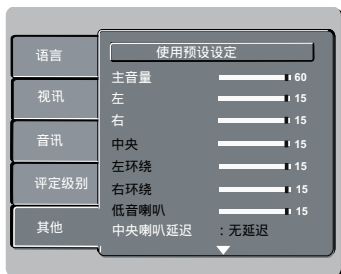 语言
视讯
音讯
评定级别
其他
使用预设设定
主音量 60
左 15
右 15
中央 15
左环绕 15
右环绕 15
低音喇叭 15
中央喇叭延迟 : 无延迟